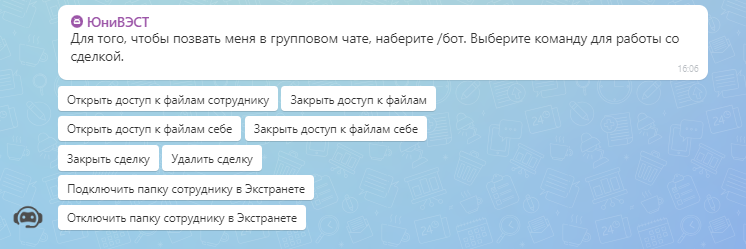 ЮниВЭСТ
Для того, чтобы позвать меня в групповом чате, наберите /бот. Выберите команду для работы со
сделкой.
16:06
Открыть доступ к файлам сотруднику Закрыть доступ к файлам
Открыть доступ к файлам себе Закрыть доступ к файлам себе
Закрыть сделку Удалить сделку
Подключить папку сотруднику в Экстранете
Отключить папку сотруднику в Экстранете